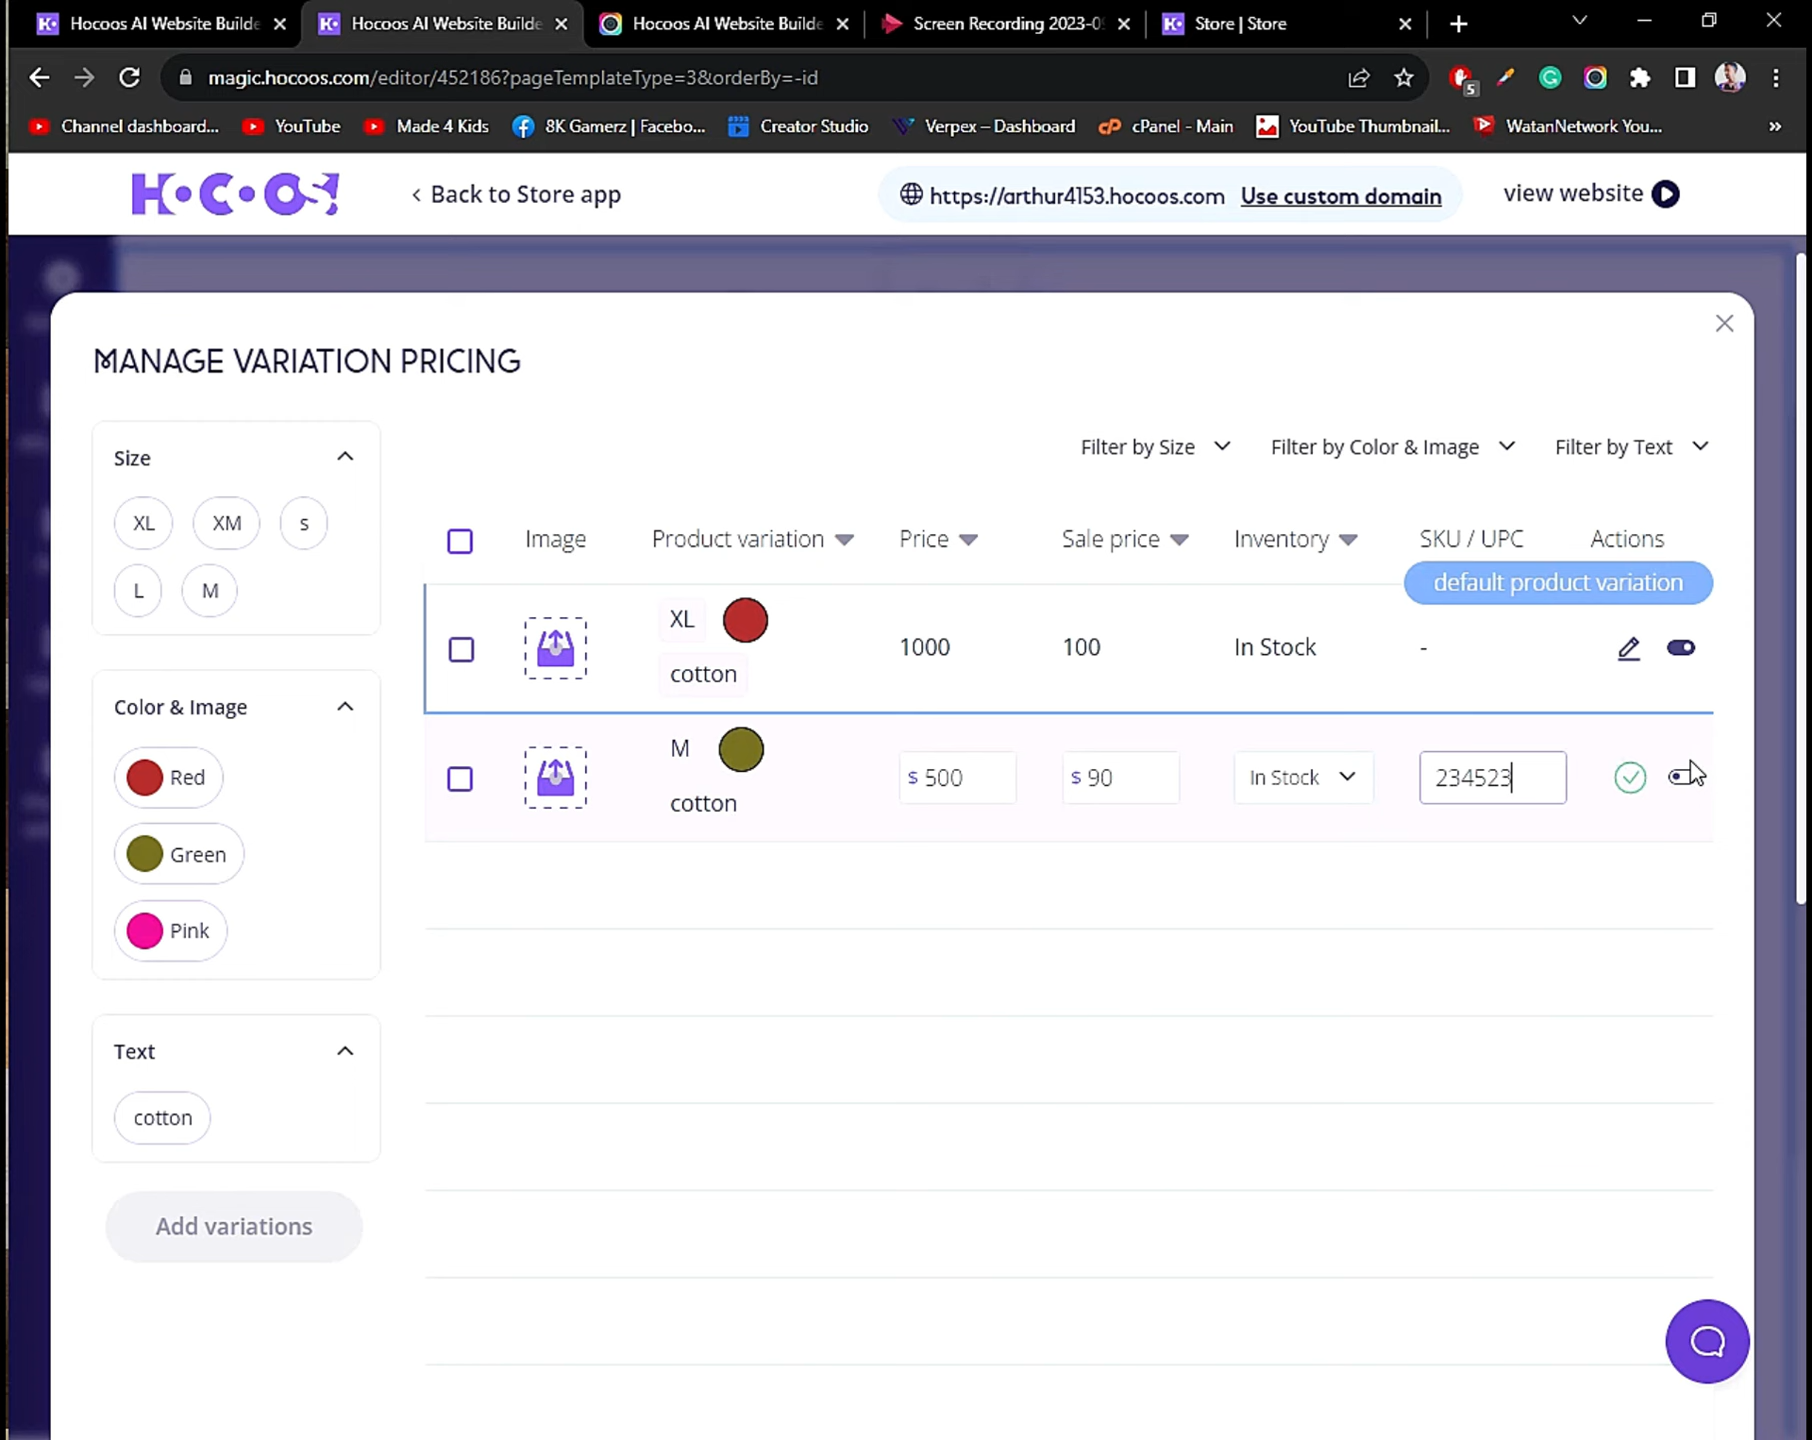 Hocoos AI Website Builde
Hocoos AI Website Builde
Hocoos AI Website Builde
Screen Recording 2023-0
Store | Store
magic.hocoos.com/editor/452186?pageTemplateType=3&orderBy=-id
5
Channel dashboard...
YouTube
Made 4 Kids
8K Gamerz | Facebo...
Creator Studio
Verpex – Dashboard
cPanel - Main
YouTube Thumbnail...
WatanNetwork You...
»
HOCOOS
Back to Store app
https://arthur4153.hocoos.com
Use custom domain
view website
MANAGE VARIATION PRICING
Filter by Size
Filter by Color & Image
Filter by Text
Size
XL
XM
s
L
M
Image
Product variation
Price
Sale price
Inventory
SKU / UPC
Actions
default product variation
XL
cotton
1000
100
In Stock
-
Color & Image
Red
Green
Pink
M
cotton
$ 500
$ 90
In Stock
234523
Text
cotton
Add variations